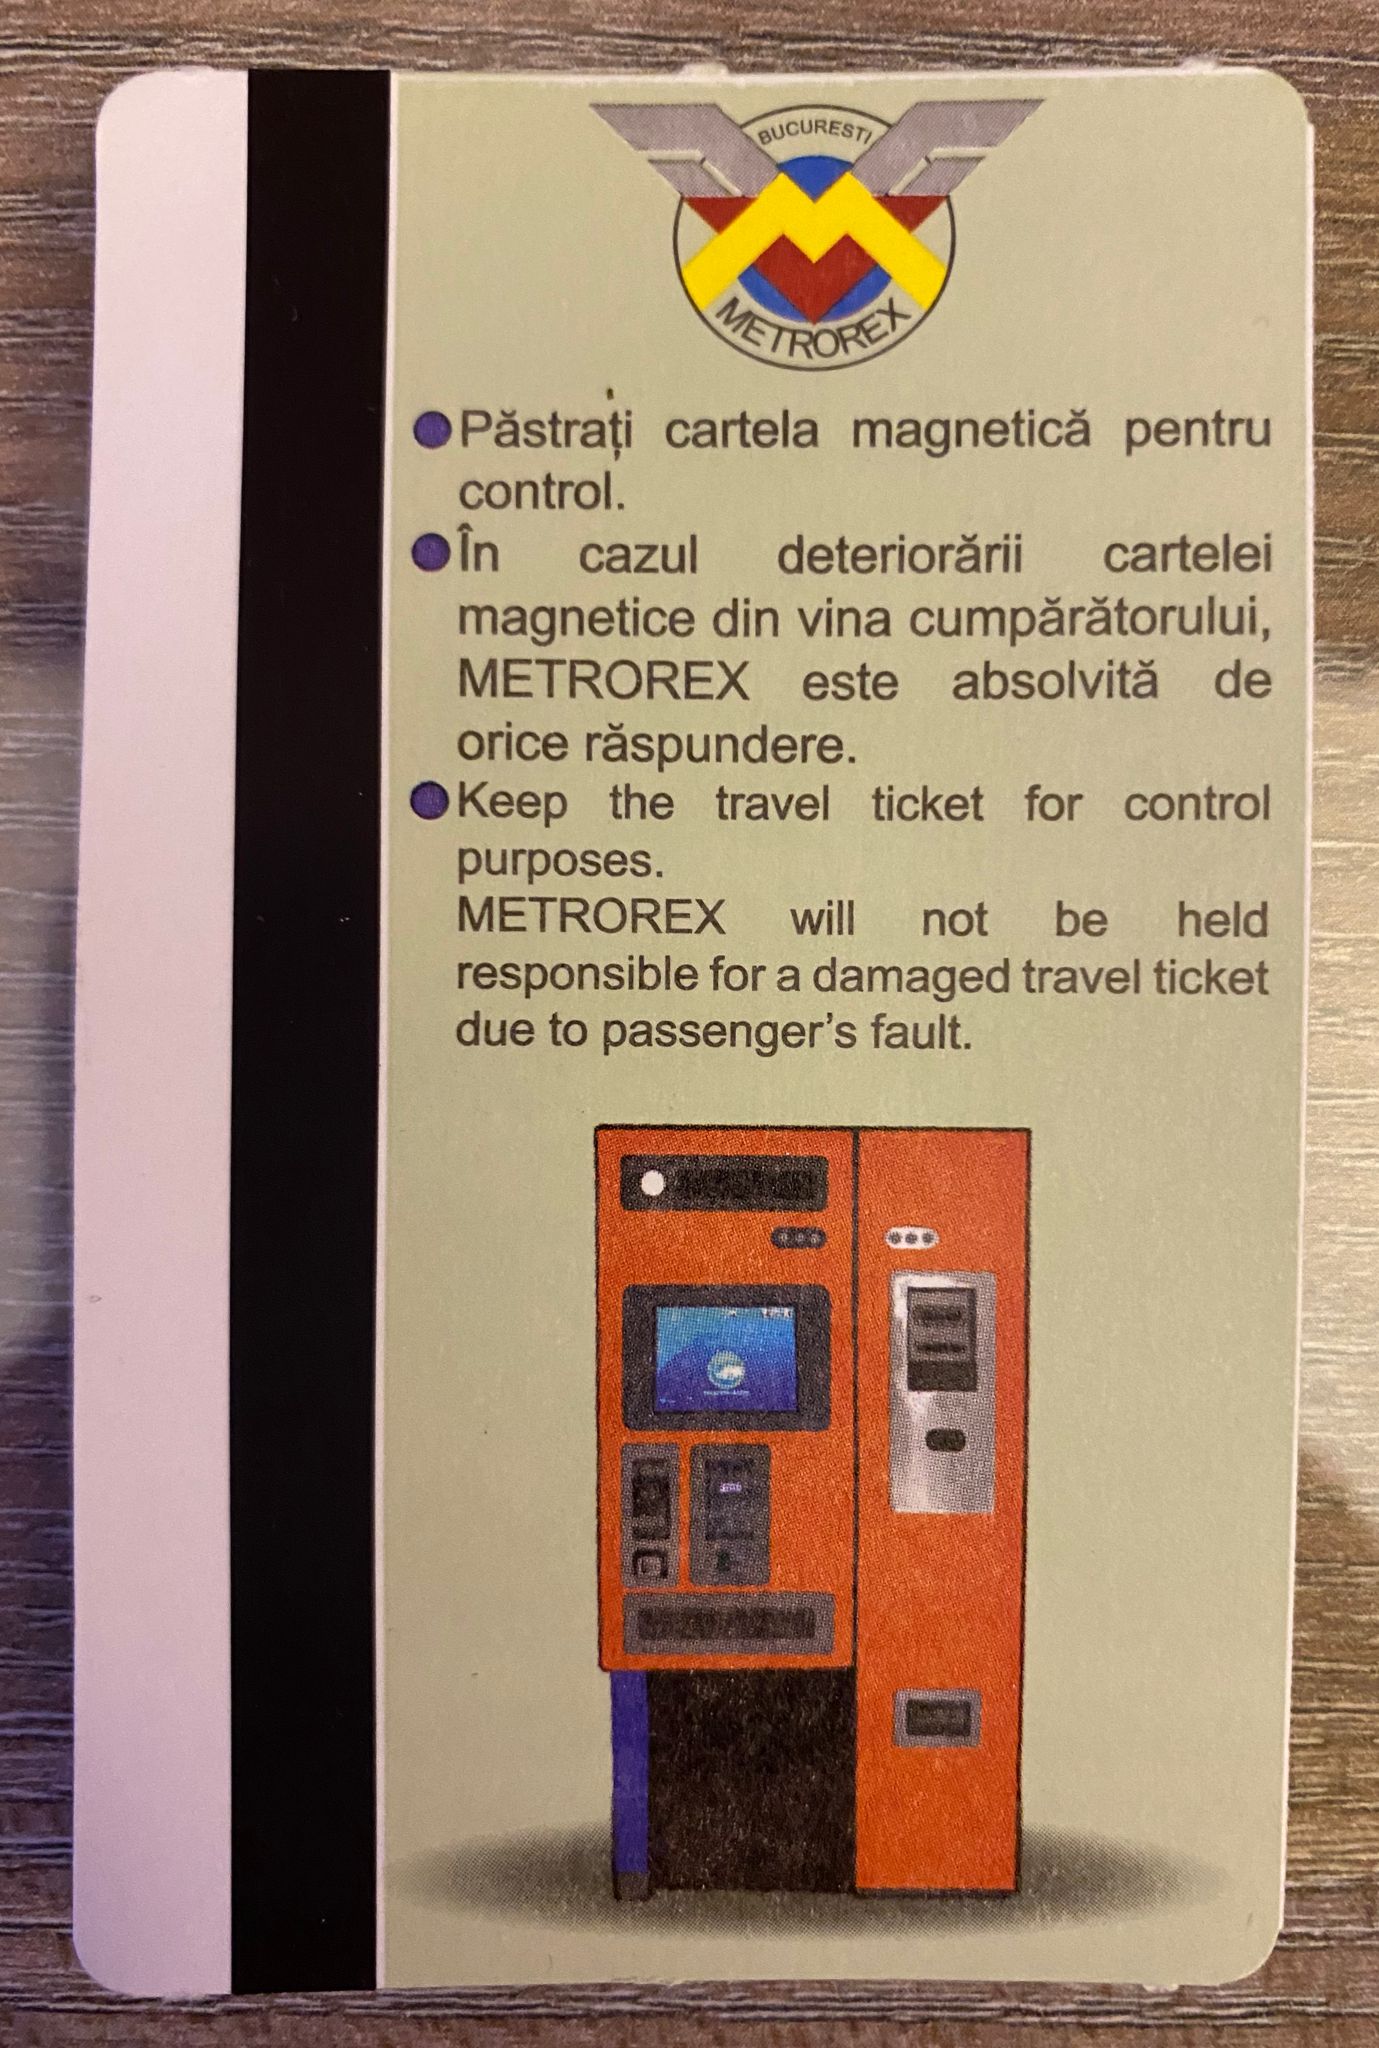 BUCURESTI
METROREX
Păstrați cartela magnetică pentru
control.
În cazul deteriorării cartelei
magnetice din vina cumpărătorului,
METROREX este absolvită de
orice răspundere.
Keep the travel ticket for control
purposes.
METROREX will not be held
responsible for a damaged travel ticket
due to passenger's fault.